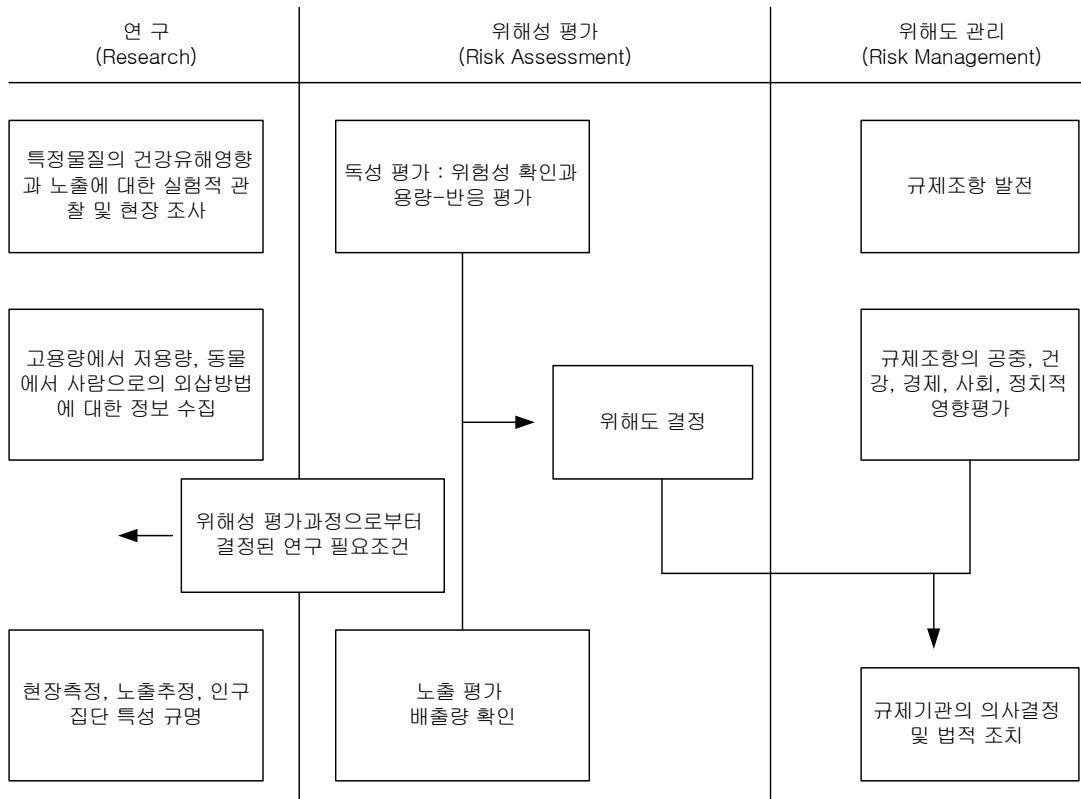 연 구
(Research)
위해성 평가
(Risk Assessment)
위해도 관리
(Risk Management)
특정물질의 건강유해영향
과 노출에 대한 실험적 관
찰 및 현장 조사
독성 평가 : 위험성 확인과
용량-반응 평가
규제조항 발전
고용량에서 저용량, 동물
에서 사람으로의 외삽방법
에 대한 정보 수집
위해도 결정
규제조항의 공중, 건
강, 경제, 사회, 정치적
영향평가
위해성 평가과정으로부터
결정된 연구 필요조건
현장측정, 노출추정, 인구
집단 특성 규명
노출 평가
배출량 확인
규제기관의 의사결정
및 법적 조치